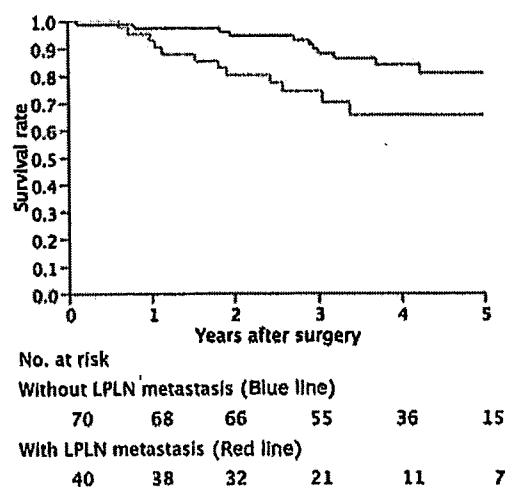 1.0
0.9
0.8
0.7
0.6
0.5
0.4
0.3
0.2
0.1
0.0
Survival rate
0 1 2 3 4 5
Years after surgery
No. at risk
Without LPLN metastasis (Blue line)
70 68 66 55 36 15
With LPLN metastasis (Red line)
40 38 32 21 11 7